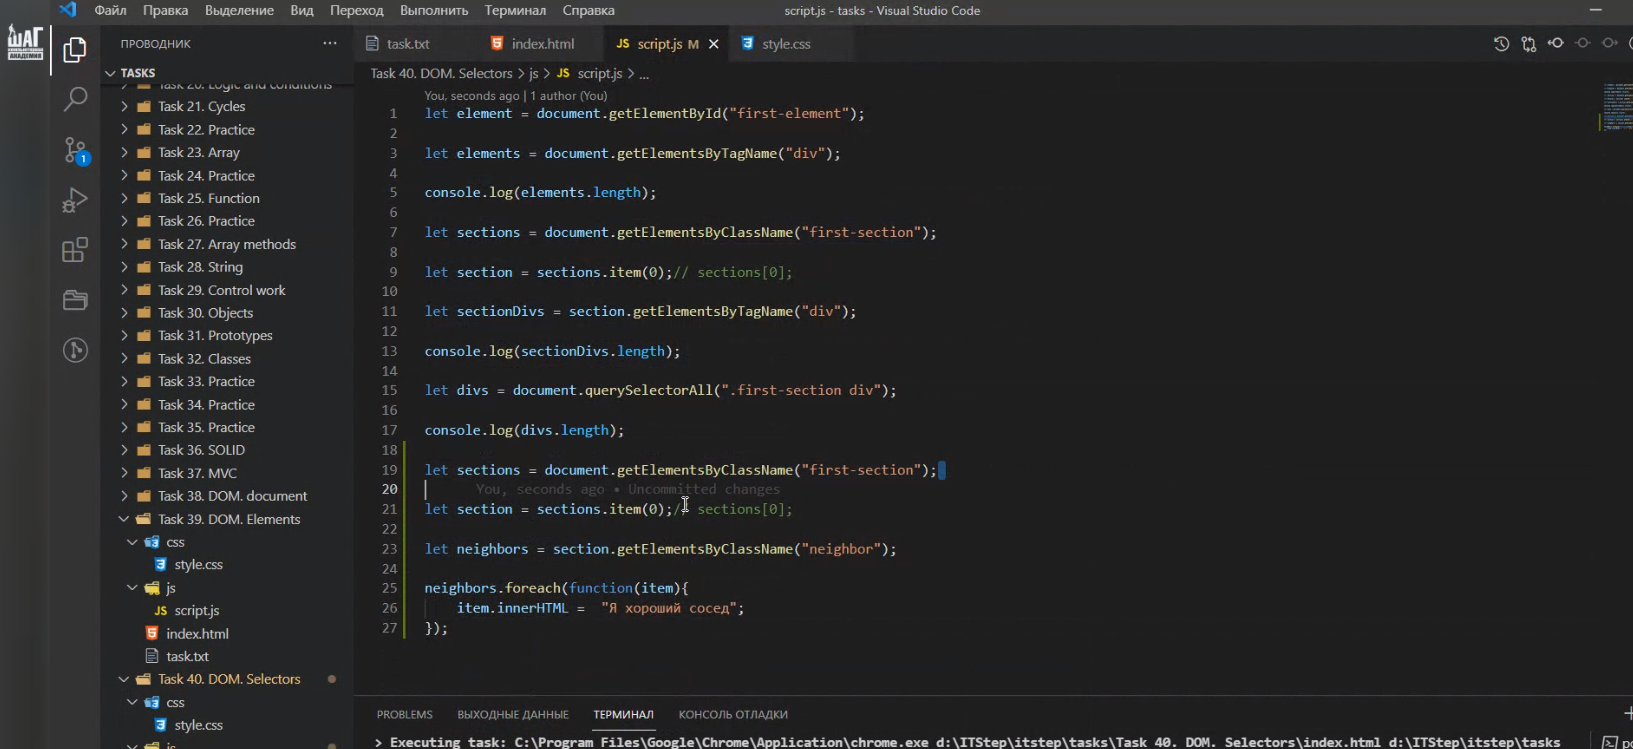 Файл Правка Выделение Вид Переход Выполнить Терминал Справка script.js - tasks - Visual Studio Code
ШАГ
КОМПЬЮТЕРНАЯ
АКАДЕМИЯ
ПРОВОДНИК ...
task.txt index.html JS script.js M style.css
TASKS
Task 20. Logic and conditions
Task 21. Cycles
Task 22. Practice
Task 23. Array
Task 24. Practice
Task 25. Function
Task 26. Practice
Task 27. Array methods
Task 28. String
Task 29. Control work
Task 30. Objects
Task 31. Prototypes
Task 32. Classes
Task 33. Practice
Task 34. Practice
Task 35. Practice
Task 36. SOLID
Task 37. MVC
Task 38. DOM. document
Task 39. DOM. Elements
css
style.css
js
JS script.js
index.html
task.txt
Task 40. DOM. Selectors
css
style.css
js
1
Task 40. DOM. Selectors > js > JS script.js > ...
You, seconds ago | 1 author (You)
1 let element = document.getElementById("first-element");
2
3 let elements = document.getElementsByTagName("div");
4
5 console.log(elements.length);
6
7 let sections = document.getElementsByClassName("first-section");
8
9 let section = sections.item(0);// sections[0];
10
11 let sectionDivs = section.getElementsByTagName("div");
12
13 console.log(sectionDivs.length);
14
15 let divs = document.querySelectorAll(".first-section div");
16
17 console.log(divs.length);
18
19 let sections = document.getElementsByClassName("first-section");
20 You, seconds ago • Uncommitted changes
21 let section = sections.item(0);// sections[0];
22
23 let neighbors = section.getElementsByClassName("neighbor");
24
25 neighbors.foreach(function(item){
26 item.innerHTML = "Я хороший сосед";
27 });
PROBLEMS ВЫХОДНЫЕ ДАННЫЕ ТЕРМИНАЛ КОНСОЛЬ ОТЛАДКИ
> Executing task: C:\Program Files\Google\Chrome\Application\chrome.exe d:\ITStep\itstep\tasks\Task 40. DOM. Selectors\index.html d:\ITStep\itstep\tasks